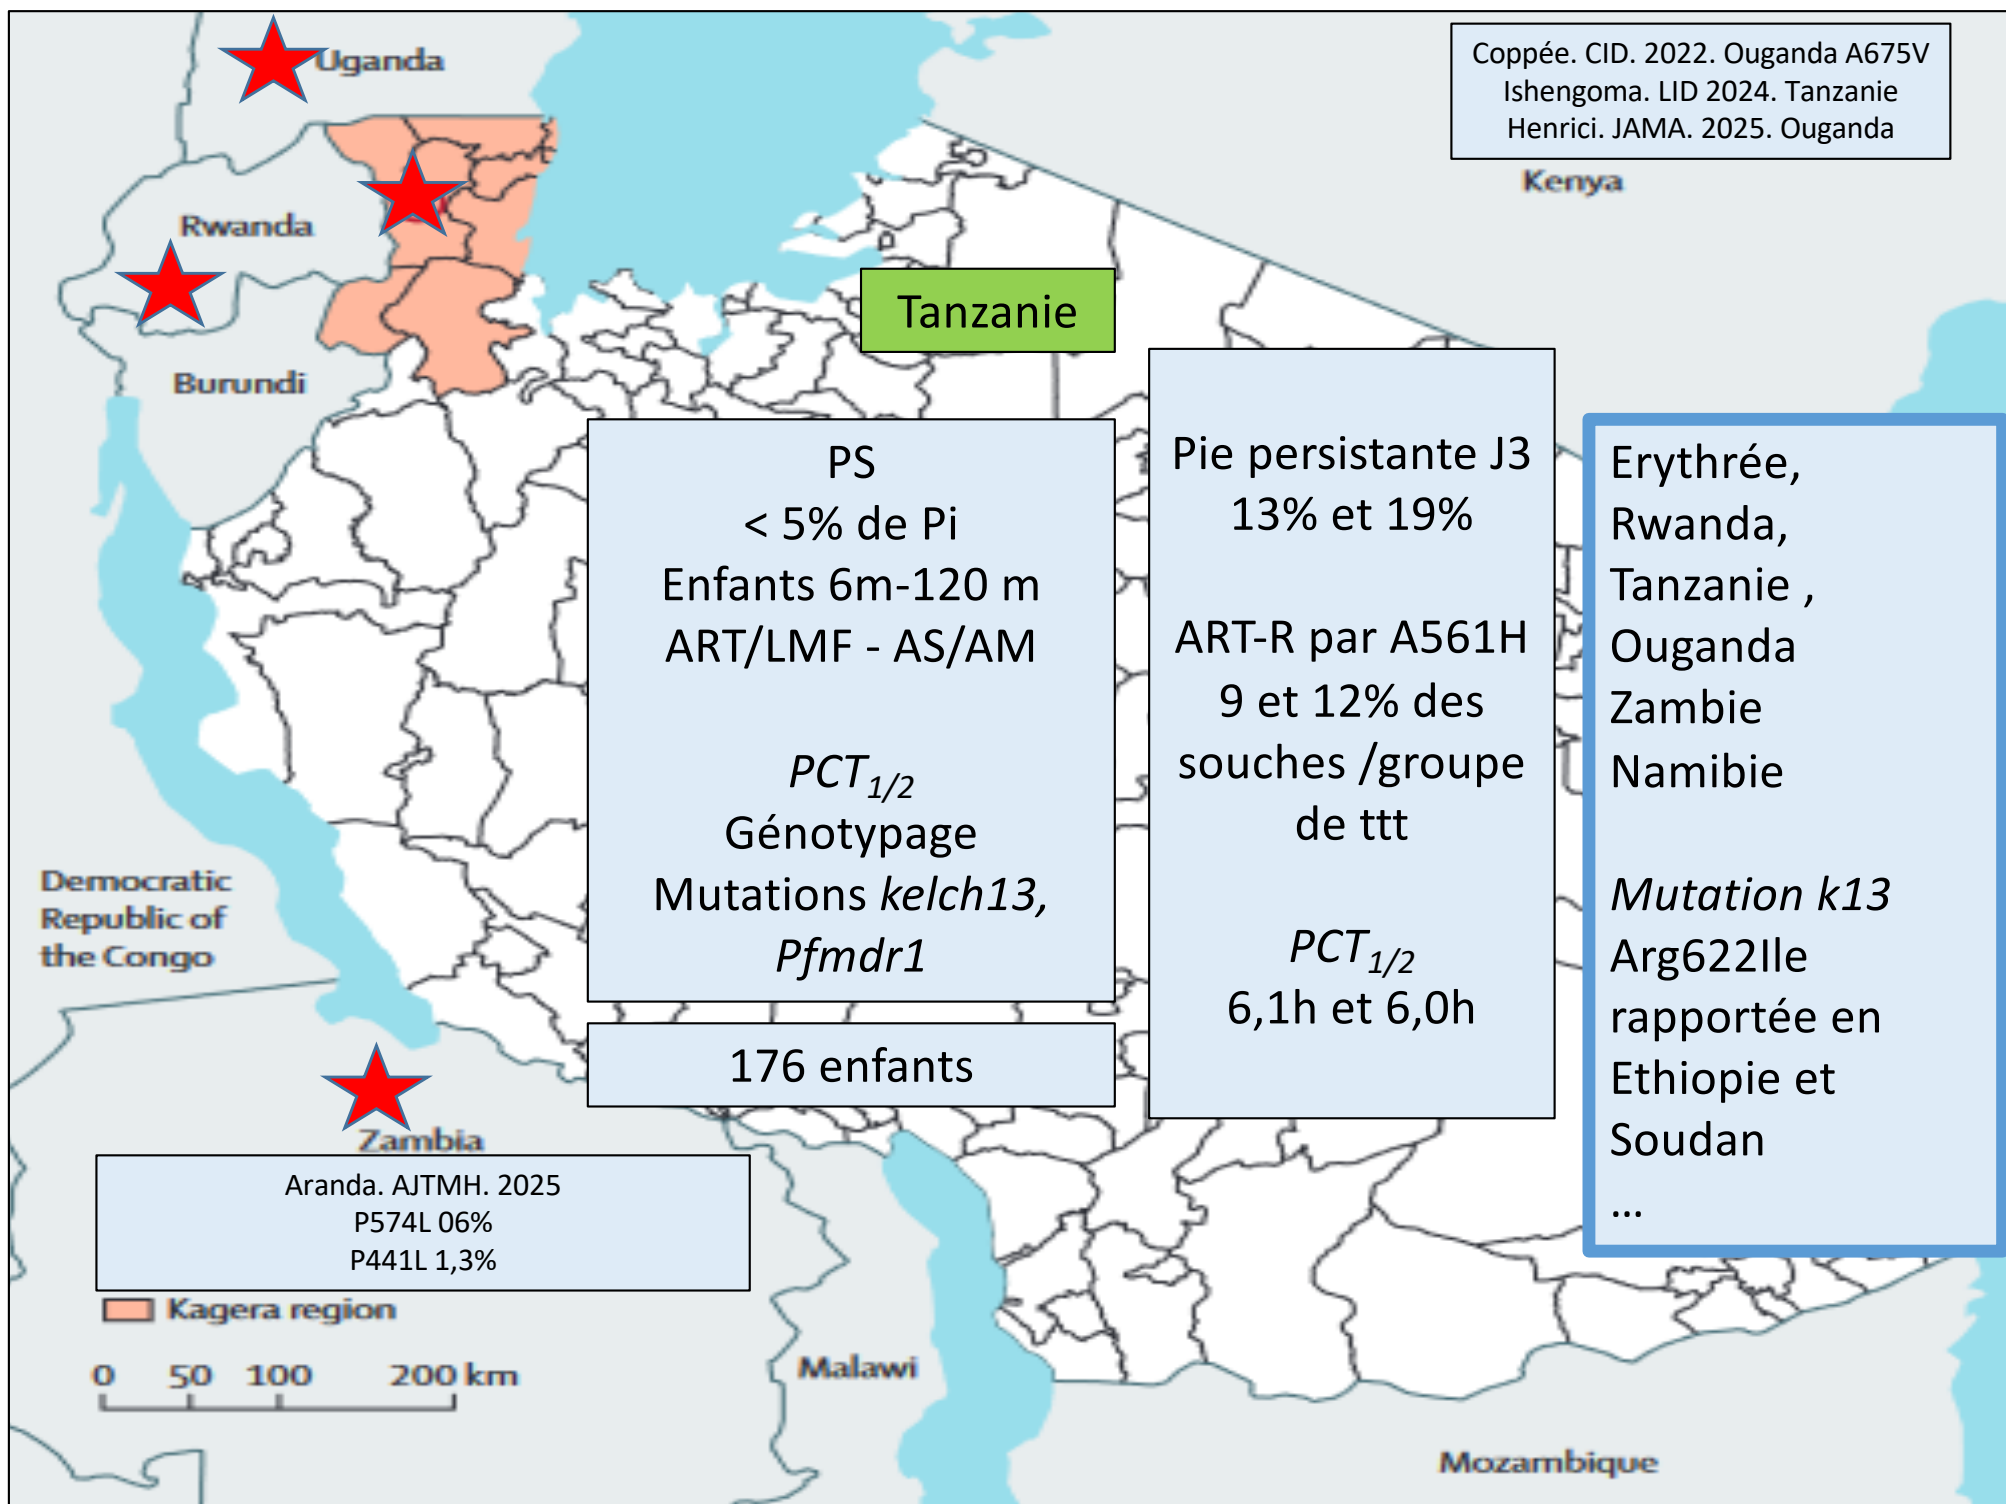 Uganda
Coppée. CID. 2022. Ouganda A675V
Ishengoma. LID 2024. Tanzanie
Henrici. JAMA. 2025. Ouganda
Kenya
Rwanda
Tanzanie
Burundi
PS
< 5% de Pi
Enfants 6m-120 m
ART/LMF - AS/AM
PCT1/2
Génotypage
Mutations kelch13,
Pfmdr1
176 enfants
Pie persistante J3
13% et 19%
ART-R par A561H
9 et 12% des
souches /groupe
de ttt
PCT1/2
6,1h et 6,0h
Erythrée,
Rwanda,
Tanzanie ,
Ouganda
Zambie
Namibie
Mutation k13
Arg622Ile
rapportée en
Ethiopie et
Soudan
...
Democratic
Republic of
the Congo
Zambia
Aranda. AJTMH. 2025
P574L 06%
P441L 1,3%
Kagera region
0 50 100 200 km
Malawi
Mozambique